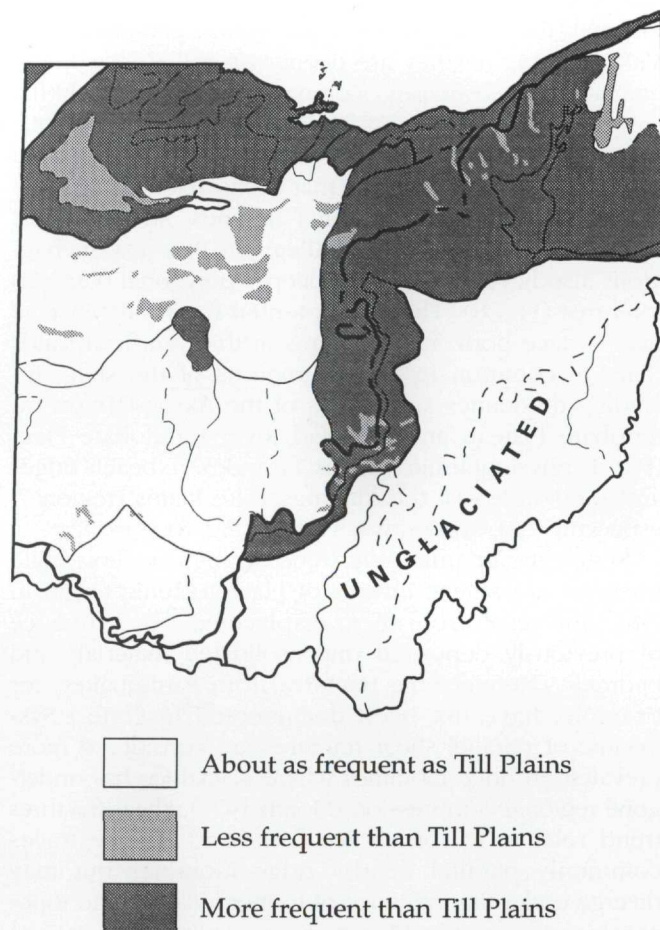 UNGLACIATED
About as frequent as Till Plains
Less frequent than Till Plains
More frequent than Till Plains